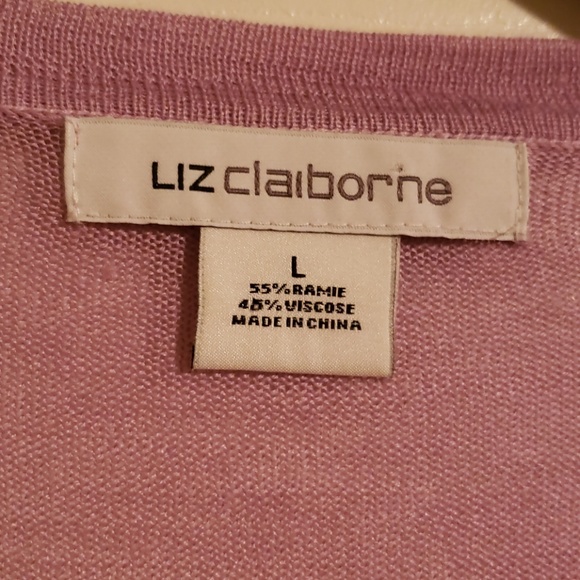 LIZ claiborne
L
55% RAMIE
45% VISCOSE
MADE IN CHINA